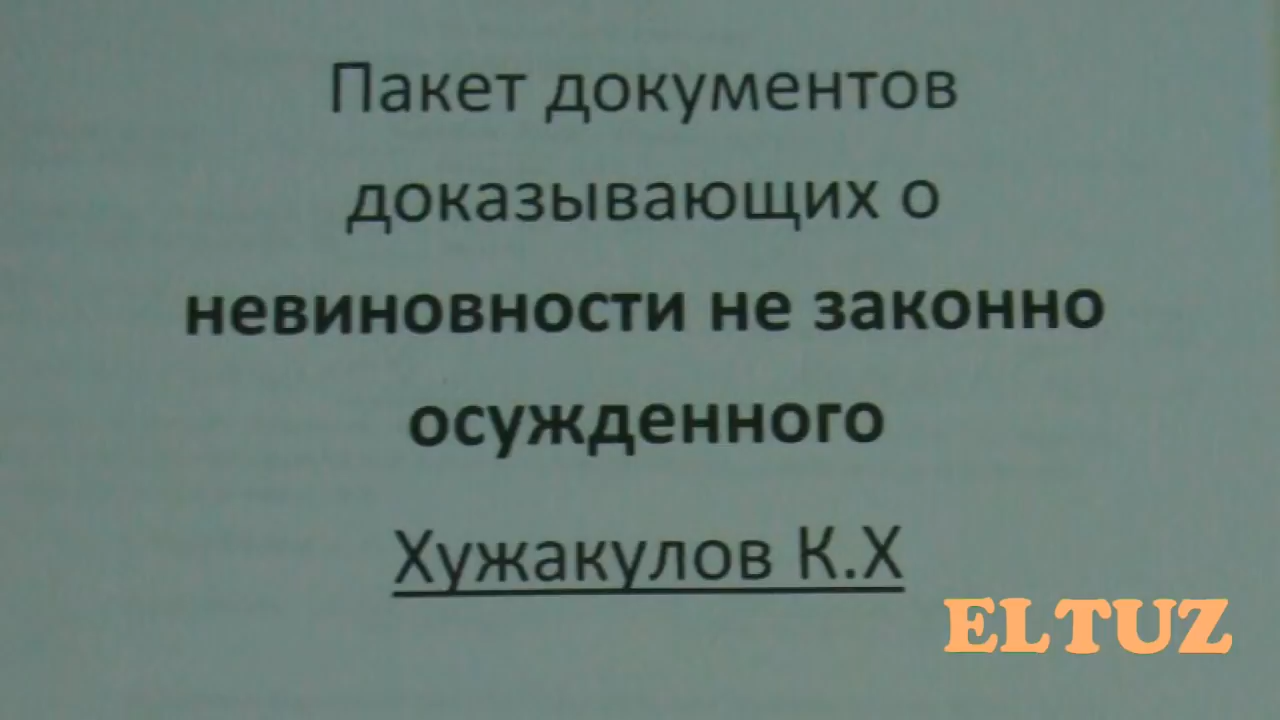 Пакет документов
доказывающих о
невиновности не законно
осужденного
Хужакулов К.Х
ELTUZ